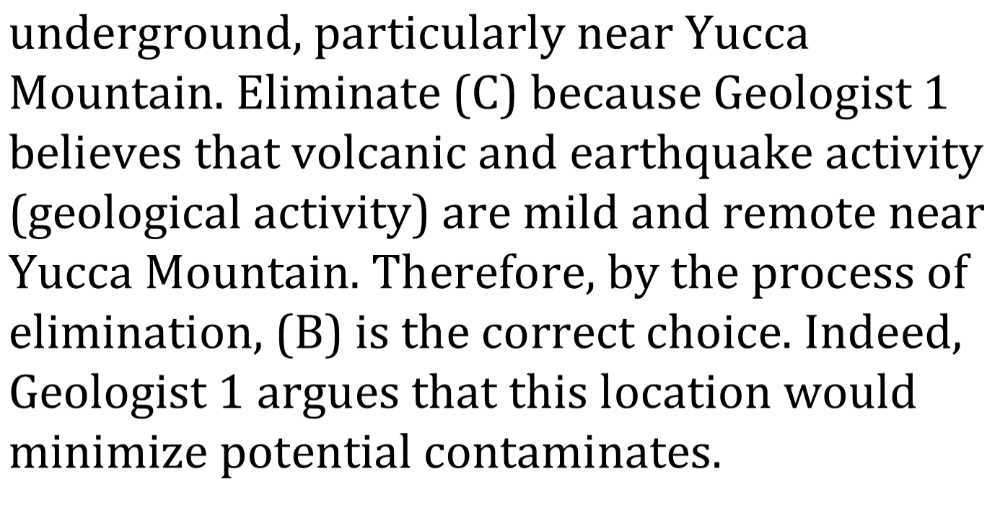 underground, particularly near Yucca
Mountain. Eliminate (C) because Geologist 1
believes that volcanic and earthquake activity
(geological activity) are mild and remote near
Yucca Mountain. Therefore, by the process of
elimination, (B) is the correct choice. Indeed,
Geologist 1 argues that this location would
minimize potential contaminates.